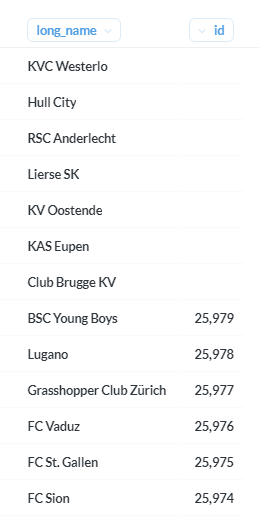 long_name id
KVC Westerlo
Hull City
RSC Anderlecht
Lierse SK
KV Oostende
KAS Eupen
Club Brugge KV
BSC Young Boys 25,979
Lugano 25,978
Grasshopper Club Zürich 25,977
FC Vaduz 25,976
FC St. Gallen 25,975
FC Sion 25,974